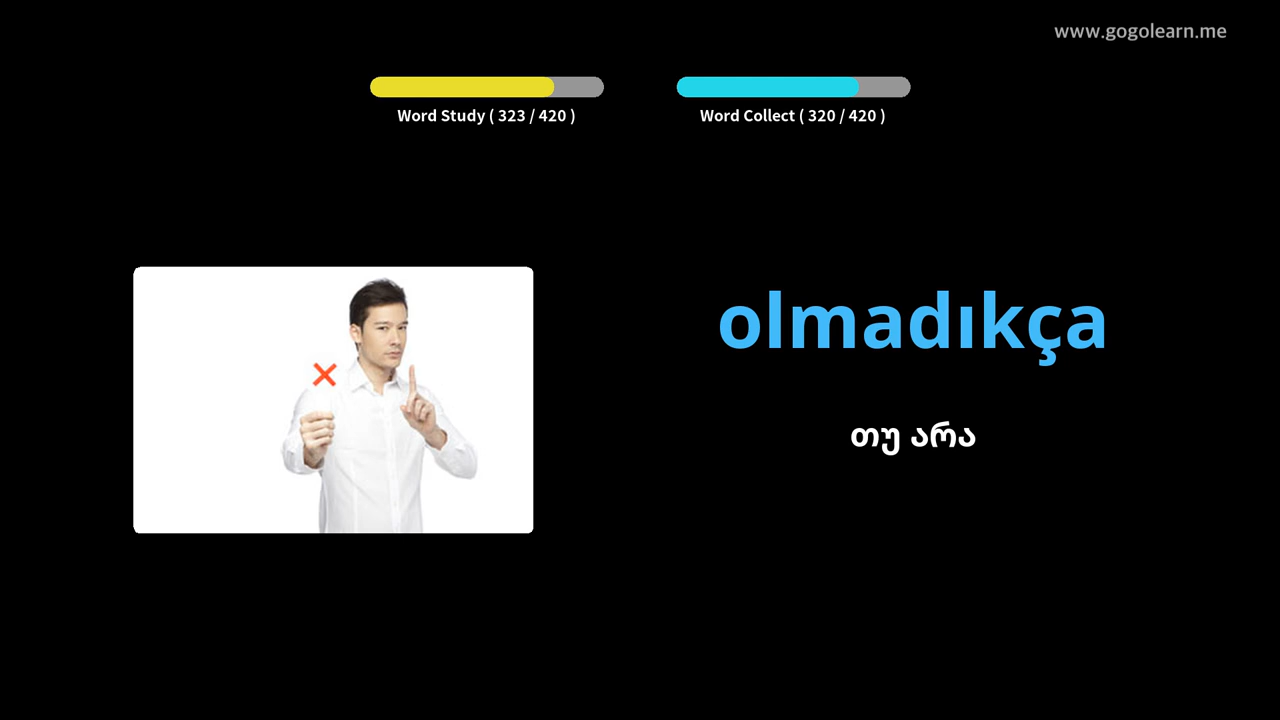 www.gogolearn.me
Word Study ( 323 / 420 )
Word Collect ( 320 / 420 )
olmadıkça
თუ არა